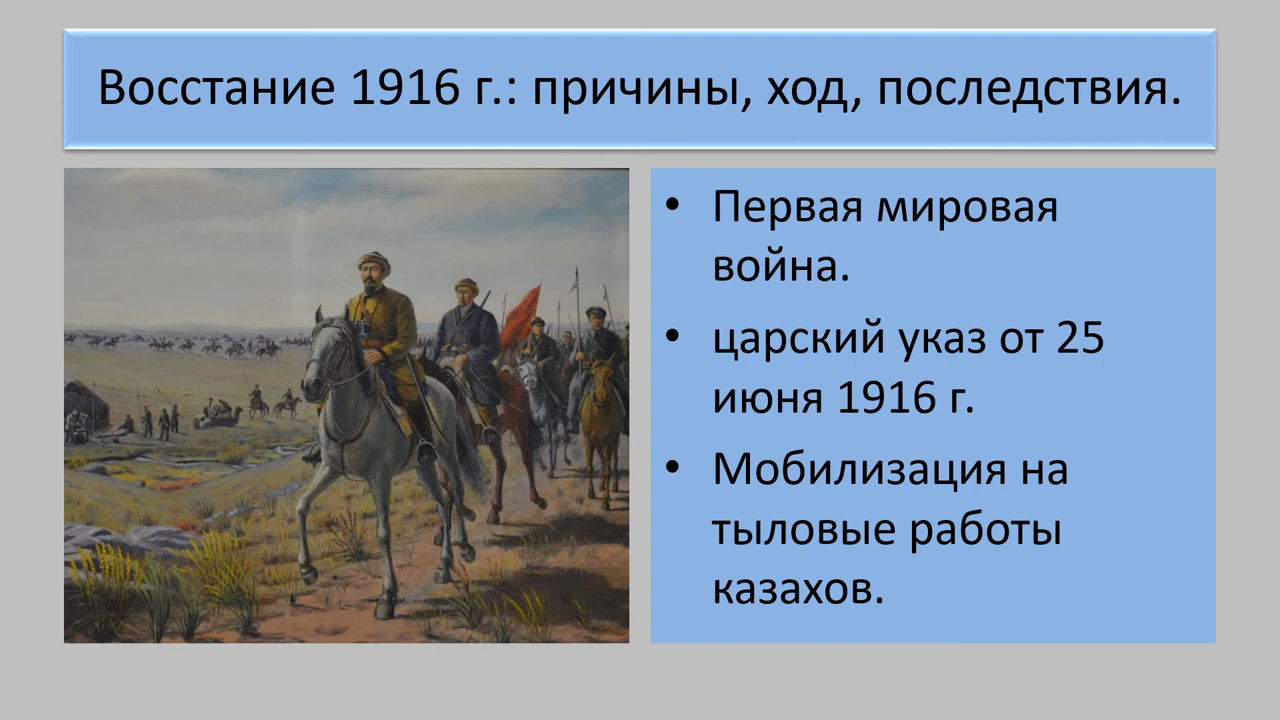 Восстание 1916 г.: причины, ход, последствия.
• Первая мировая
война.
• царский указ от 25
июня 1916 г.
• Мобилизация на
тыловые работы
казахов.